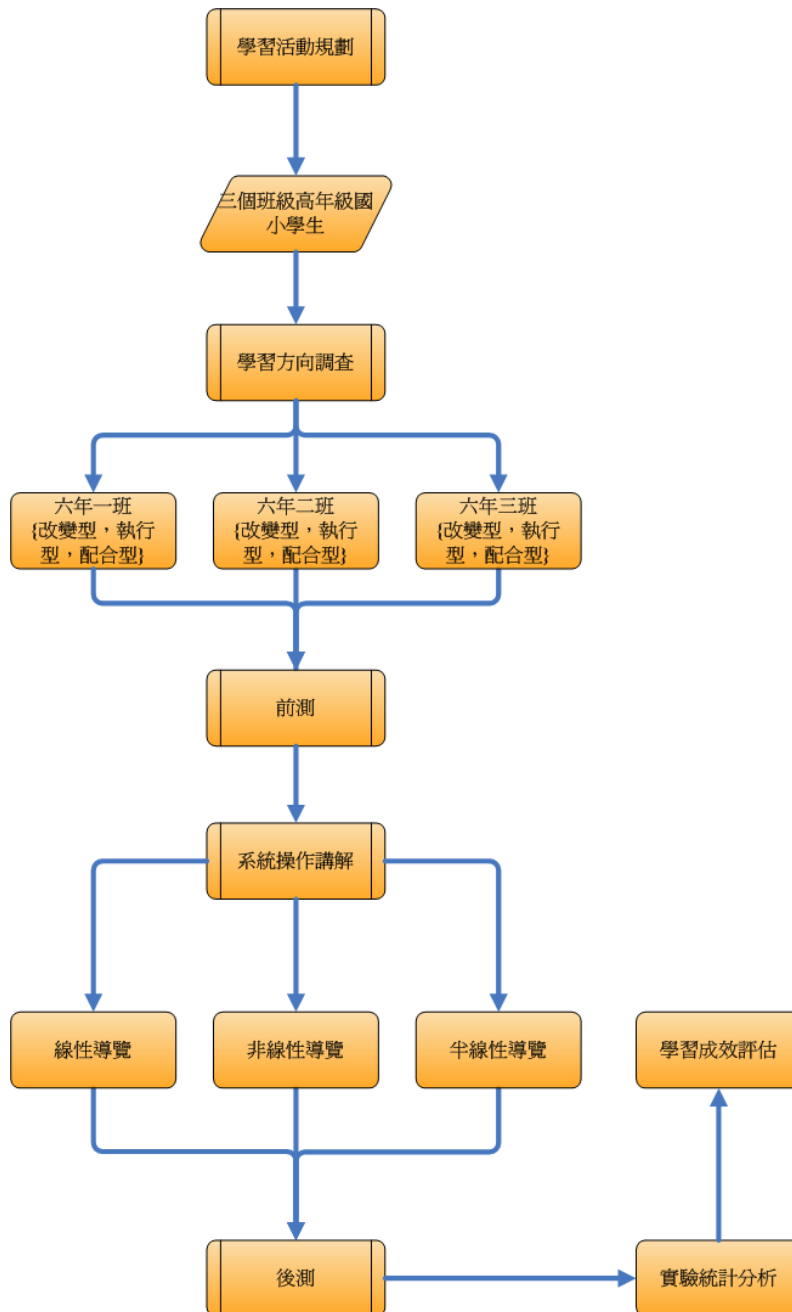 學習活動規劃
三個班級高年級國
小學生
學習方向調查
六年一班
{改變型，執行
型，配合型}
六年二班
{改變型，執行
型，配合型}
六年三班
{改變型，執行
型，配合型}
前測
系統操作講解
線性導覽
非線性導覽
半線性導覽
學習成效評估
後測
實驗統計分析